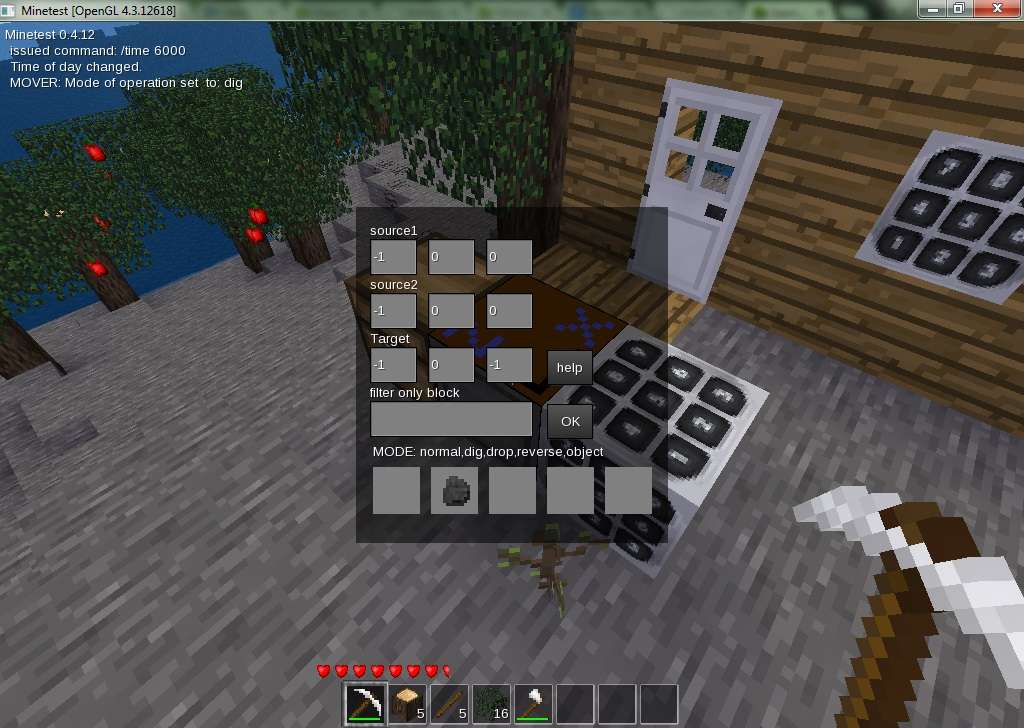 Minetest [OpenGL 4.3.12618]
Minetest 0.4.12
issued command: /time 6000
Time of day changed.
MOVER: Mode of operation set to: dig
source1
-1 0 0
source2
-1 0 0
Target
-1 0 -1 help
filter only block
OK
MODE: normal,dig,drop,reverse,object
5 5 16